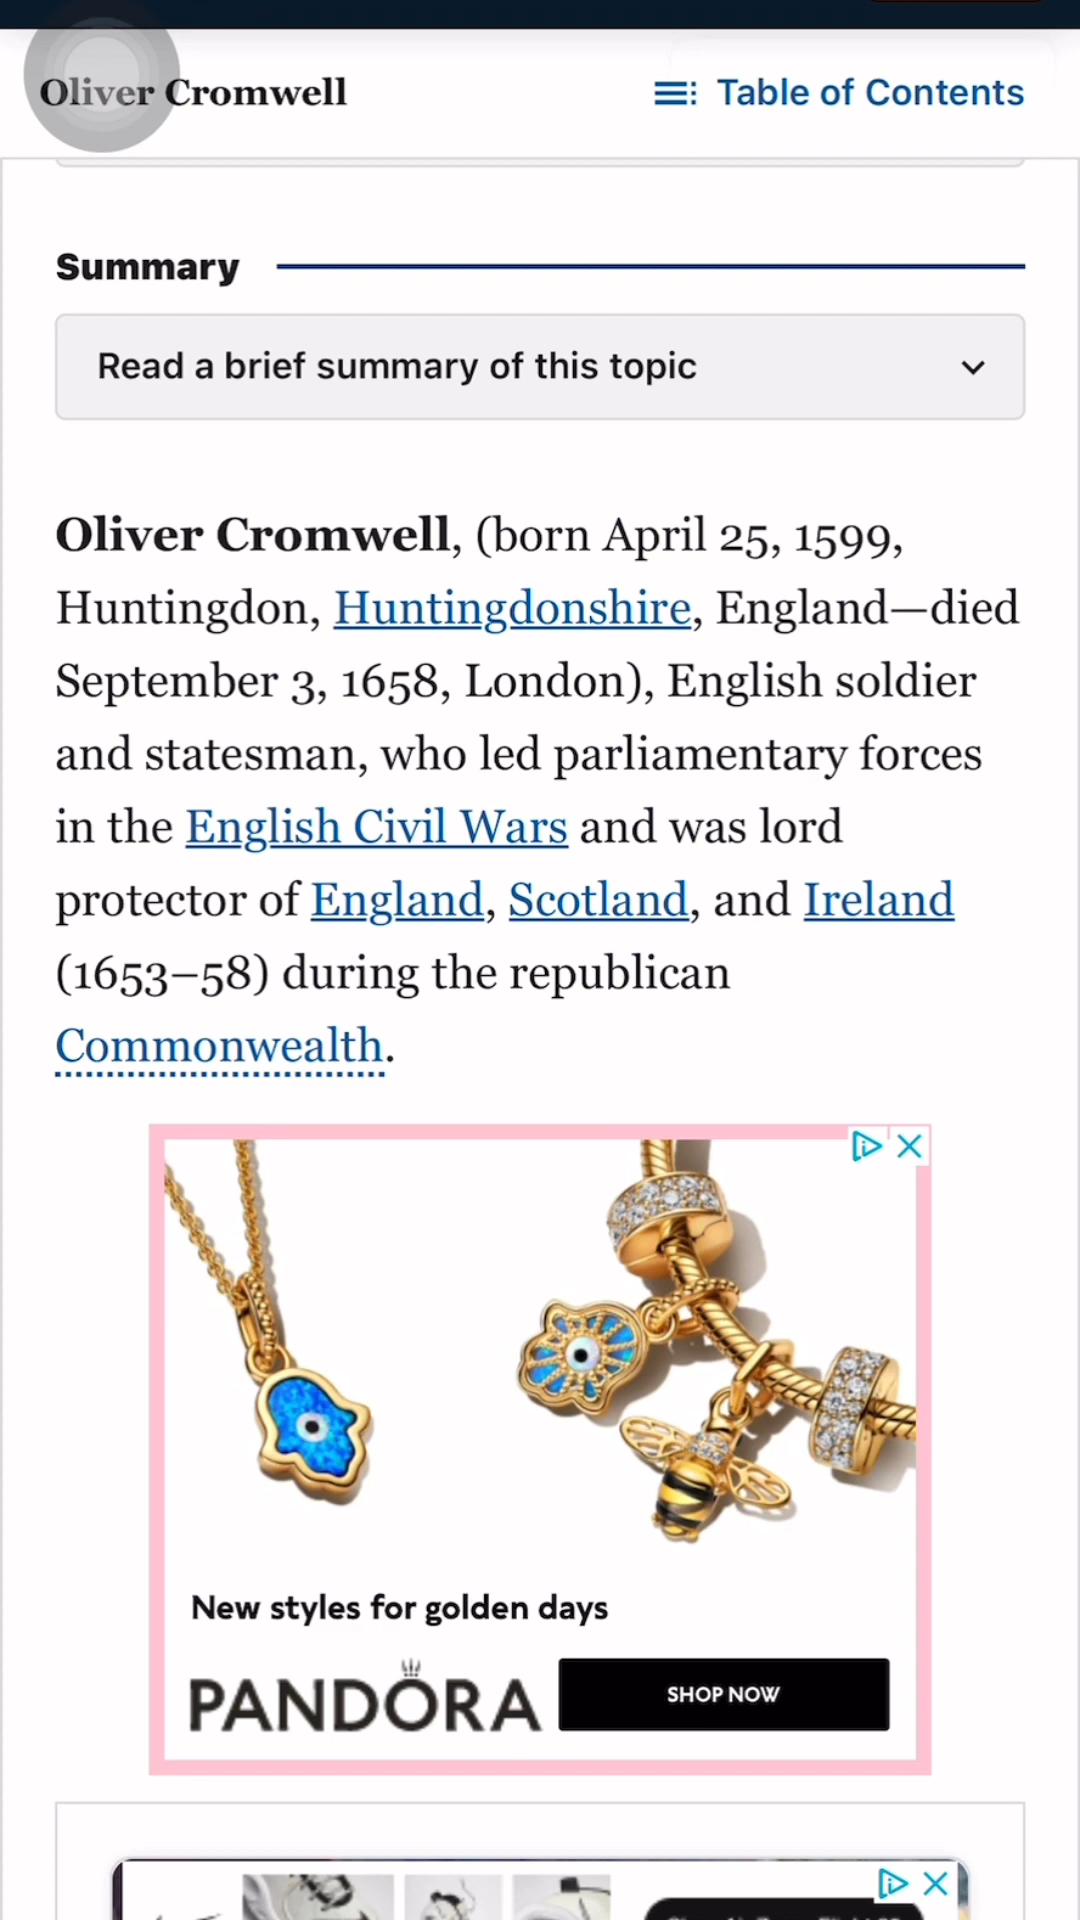 Oliver Cromwell
Table of Contents
Summary
Read a brief summary of this topic
Oliver Cromwell, (born April 25, 1599,
Huntingdon, Huntingdonshire, England—died
September 3, 1658, London), English soldier
and statesman, who led parliamentary forces
in the English Civil Wars and was lord
protector of England, Scotland, and Ireland
(1653–58) during the republican
Commonwealth.
New styles for golden days
PANDORA
SHOP NOW